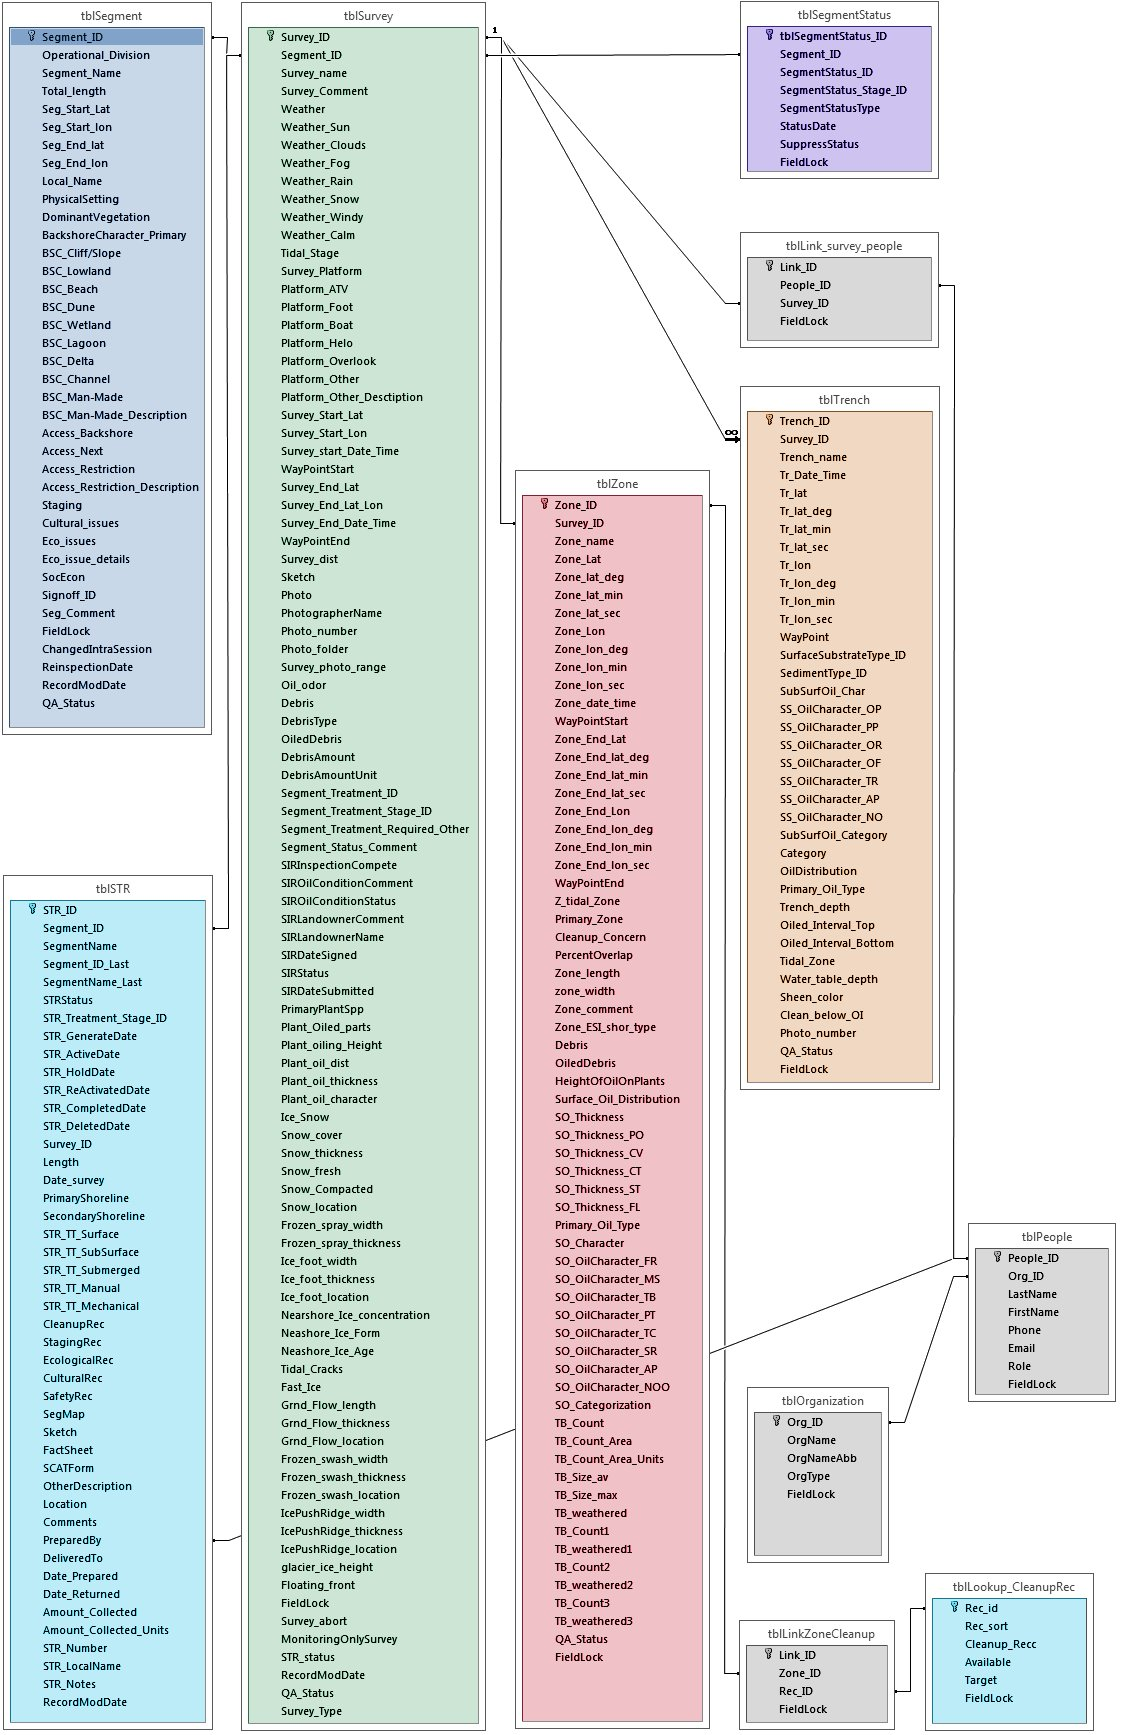 tblSegment
Segment_ID
Operational_Division
Segment_Name
Total_length
Seg_Start_Lat
Seg_Start_lon
Seg_End_lat
Seg_End_lon
Local_Name
PhysicalSetting
DominantVegetation
BackshoreCharacter_Primary
BSC_Cliff/Slope
BSC_Lowland
BSC_Beach
BSC_Dune
BSC_Wetland
BSC_Lagoon
BSC_Delta
BSC_Channel
BSC_Man-Made
BSC_Man-Made_Description
Access_Backshore
Access_Next
Access_Restriction
Access_Restriction_Description
Staging
Cultural_issues
Eco_issues
Eco_issue_details
SocEcon
Signoff_ID
Seg_Comment
FieldLock
ChangedIntraSession
ReinspectionDate
RecordModDate
QA_Status
tblSTR
STR_ID
Segment_ID
SegmentName
Segment_ID_Last
SegmentName_Last
STRStatus
STR_Treatment_Stage_ID
STR_GenerateDate
STR_ActiveDate
STR_HoldDate
STR_ReActivatedDate
STR_CompletedDate
STR_DeletedDate
Survey_ID
Length
Date_survey
PrimaryShoreline
SecondaryShoreline
STR_TT_Surface
STR_TT_SubSurface
STR_TT_Submerged
STR_TT_Manual
STR_TT_Mechanical
CleanupRec
StagingRec
EcologicalRec
CulturalRec
SafetyRec
SegMap
Sketch
FactSheet
SCATForm
OtherDescription
Location
Comments
PreparedBy
DeliveredTo
Date_Prepared
Date_Returned
Amount_Collected
Amount_Collected_Units
STR_Number
STR_LocalName
STR_Notes
RecordModDate
tblSurvey
Survey_ID
Segment_ID
Survey_name
Survey_Comment
Weather
Weather_Sun
Weather_Clouds
Weather_Fog
Weather_Rain
Weather_Snow
Weather_Windy
Weather_Calm
Tidal_Stage
Survey_Platform
Platform_ATV
Platform_Foot
Platform_Boat
Platform_Helo
Platform_Overlook
Platform_Other
Platform_Other_Desctiption
Survey_Start_Lat
Survey_Start_Lon
Survey_start_Date_Time
WayPointStart
Survey_End_Lat
Survey_End_Lat_Lon
Survey_End_Date_Time
WayPointEnd
Survey_dist
Sketch
Photo
PhotographerName
Photo_number
Photo_folder
Survey_photo_range
Oil_odor
Debris
DebrisType
OiledDebris
DebrisAmount
DebrisAmountUnit
Segment_Treatment_ID
Segment_Treatment_Stage_ID
Segment_Treatment_Required_Other
Segment_Status_Comment
SIRInspectionCompete
SIROilConditionComment
SIROilConditionStatus
SIRLandownerComment
SIRLandownerName
SIRDateSigned
SIRStatus
SIRDateSubmitted
PrimaryPlantSpp
Plant_Oiled_parts
Plant_oiling_Height
Plant_oil_dist
Plant_oil_thickness
Plant_oil_character
Ice_Snow
Snow_cover
Snow_thickness
Snow_fresh
Snow_Compacted
Snow_location
Frozen_spray_width
Frozen_spray_thickness
Ice_foot_width
Ice_foot_thickness
Ice_foot_location
Nearshore_Ice_concentration
Neashore_Ice_Form
Neashore_Ice_Age
Tidal_Cracks
Fast_Ice
Grnd_Flow_length
Grnd_Flow_thickness
Grnd_Flow_location
Frozen_swash_width
Frozen_swash_thickness
Frozen_swash_location
IcePushRidge_width
IcePushRidge_thickness
IcePushRidge_location
glacier_ice_height
Floating_front
FieldLock
Survey_abort
MonitoringOnlySurvey
STR_status
RecordModDate
QA_Status
Survey_Type
1
∞
tblZone
Zone_ID
Survey_ID
Zone_name
Zone_Lat
Zone_lat_deg
Zone_lat_min
Zone_lat_sec
Zone_Lon
Zone_lon_deg
Zone_lon_min
Zone_lon_sec
Zone_date_time
WayPointStart
Zone_End_Lat
Zone_End_lat_deg
Zone_End_lat_min
Zone_End_lat_sec
Zone_End_Lon
Zone_End_lon_deg
Zone_End_lon_min
Zone_End_lon_sec
WayPointEnd
Z_tidal_Zone
Primary_Zone
Cleanup_Concern
PercentOverlap
Zone_length
zone_width
Zone_comment
Zone_ESI_shor_type
Debris
OiledDebris
HeightOfOilOnPlants
Surface_Oil_Distribution
SO_Thickness
SO_Thickness_PO
SO_Thickness_CV
SO_Thickness_CT
SO_Thickness_ST
SO_Thickness_FL
Primary_Oil_Type
SO_Character
SO_OilCharacter_FR
SO_OilCharacter_MS
SO_OilCharacter_TB
SO_OilCharacter_PT
SO_OilCharacter_TC
SO_OilCharacter_SR
SO_OilCharacter_AP
SO_OilCharacter_NOO
SO_Categorization
TB_Count
TB_Count_Area
TB_Count_Area_Units
TB_Size_av
TB_Size_max
TB_weathered
TB_Count1
TB_weathered1
TB_Count2
TB_weathered2
TB_Count3
TB_weathered3
QA_Status
FieldLock
tblSegmentStatus
tblSegmentStatus_ID
Segment_ID
SegmentStatus_ID
SegmentStatus_Stage_ID
SegmentStatusType
StatusDate
SuppressStatus
FieldLock
tblLink_survey_people
Link_ID
People_ID
Survey_ID
FieldLock
tblTrench
Trench_ID
Survey_ID
Trench_name
Tr_Date_Time
Tr_lat
Tr_lat_deg
Tr_lat_min
Tr_lat_sec
Tr_lon
Tr_lon_deg
Tr_lon_min
Tr_lon_sec
WayPoint
SurfaceSubstrateType_ID
SedimentType_ID
SubSurfOil_Char
SS_OilCharacter_OP
SS_OilCharacter_PP
SS_OilCharacter_OR
SS_OilCharacter_OF
SS_OilCharacter_TR
SS_OilCharacter_AP
SS_OilCharacter_NO
SubSurfOil_Category
Category
OilDistribution
Primary_Oil_Type
Trench_depth
Oiled_Interval_Top
Oiled_Interval_Bottom
Tidal_Zone
Water_table_depth
Sheen_color
Clean_below_OI
Photo_number
QA_Status
FieldLock
tblPeople
People_ID
Org_ID
LastName
FirstName
Phone
Email
Role
FieldLock
tblOrganization
Org_ID
OrgName
OrgNameAbb
OrgType
FieldLock
tblLinkZoneCleanup
Link_ID
Zone_ID
Rec_ID
FieldLock
tblLookup_CleanupRec
Rec_id
Rec_sort
Cleanup_Recc
Available
Target
FieldLock